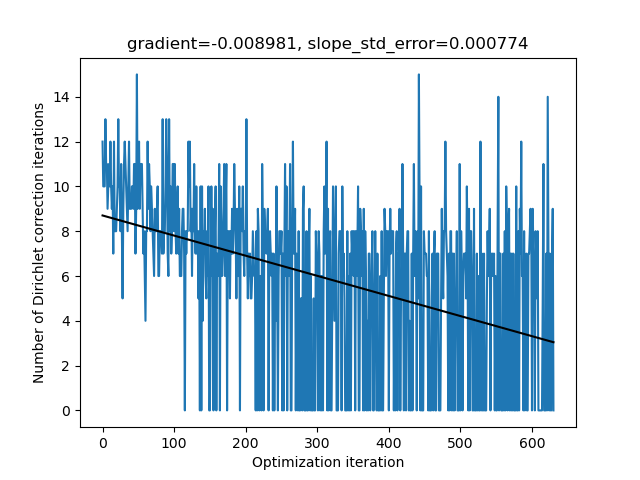 gradient=-0.008981, slope_std_error=0.000774
Number of Dirichlet correction iterations
14
12
10
8
6
4
2
0
0 100 200 300 400 500 600
Optimization iteration